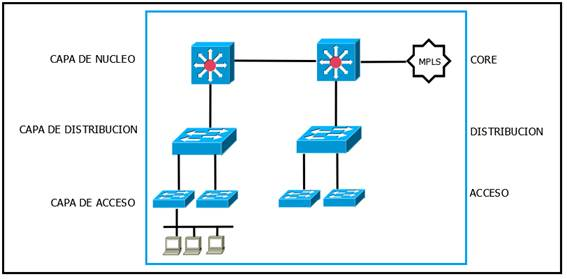 CAPA DE NUCLEO
MPLS
CORE
CAPA DE DISTRIBUCION
DISTRIBUCION
CAPA DE ACCESO
ACCESO